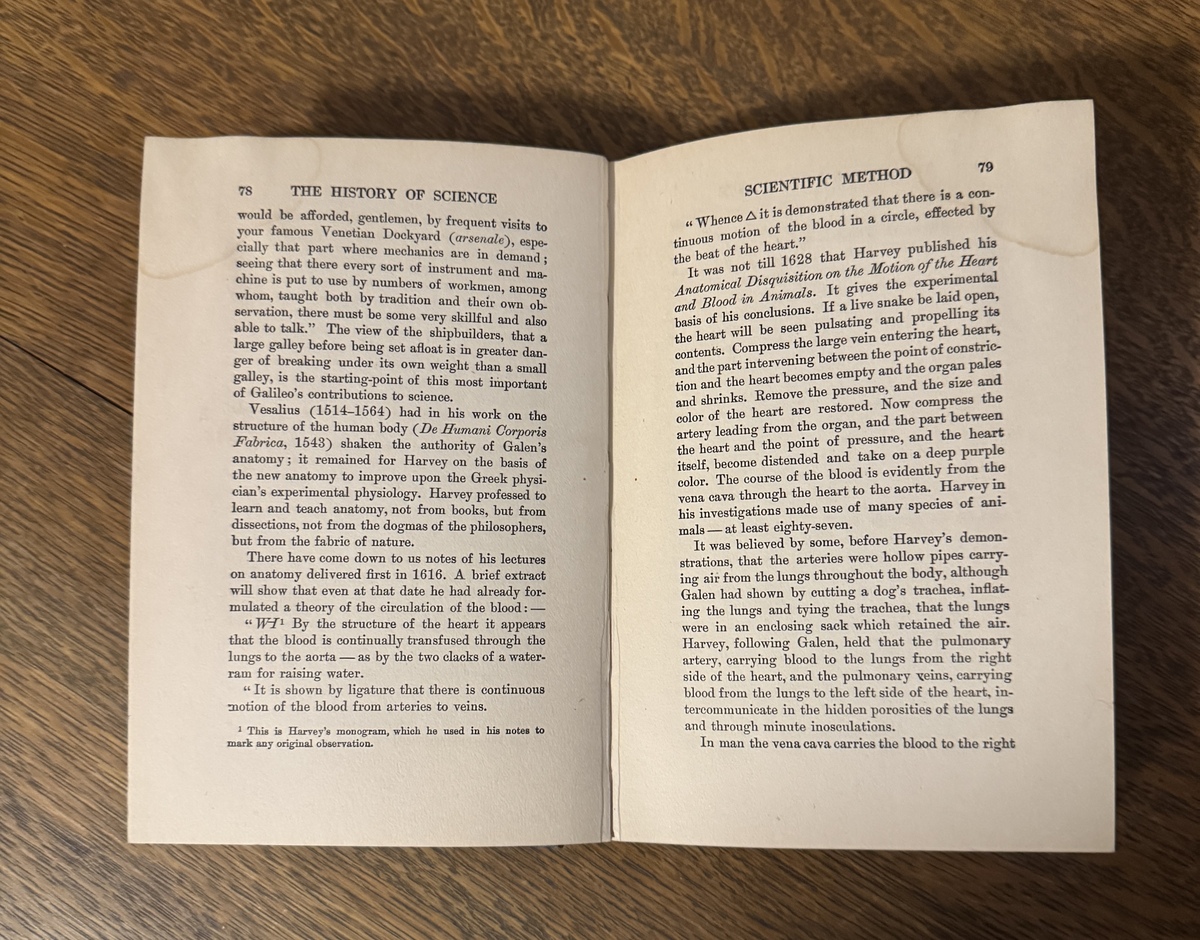 78 THE HISTORY OF SCIENCE
would be afforded, gentlemen, by frequent visits to
your famous Venetian Dockyard (arsenale), espe-
cially that part where mechanics are in demand;
seeing that there every sort of instrument and ma-
chine is put to use by numbers of workmen, among
whom, taught both by tradition and their own ob-
servation, there must be some very skillful and also
able to talk.” The view of the shipbuilders, that a
large galley before being set afloat is in greater dan-
ger of breaking under its own weight than a small
galley, is the starting-point of this most important
of Galileo's contributions to science.
Vesalius (1514–1564) had in his work on the
structure of the human body (De Humani Corporis
Fabrica, 1543) shaken the authority of Galen's
anatomy; it remained for Harvey on the basis of
the new anatomy to improve upon the Greek physi-
cian's experimental physiology. Harvey professed to
learn and teach anatomy, not from books, but from
dissections, not from the dogmas of the philosophers,
but from the fabric of nature.
There have come down to us notes of his lectures
on anatomy delivered first in 1616. A brief extract
will show that even at that date he had already for-
mulated a theory of the circulation of the blood:—
“WH¹ By the structure of the heart it appears
that the blood is continually transfused through the
lungs to the aorta — as by the two clacks of a water-
ram for raising water.
“It is shown by ligature that there is continuous
motion of the blood from arteries to veins.
¹ This is Harvey's monogram, which he used in his notes to
mark any original observation.
SCIENTIFIC METHOD 79
“Whence Δ it is demonstrated that there is a con-
tinuous motion of the blood in a circle, effected by
the beat of the heart.”
It was not till 1628 that Harvey published his
Anatomical Disquisition on the Motion of the Heart
and Blood in Animals. It gives the experimental
basis of his conclusions. If a live snake be laid open,
the heart will be seen pulsating and propelling its
contents. Compress the large vein entering the heart,
and the part intervening between the point of constric-
tion and the heart becomes empty and the organ pales
and shrinks. Remove the pressure, and the size and
color of the heart are restored. Now compress the
artery leading from the organ, and the part between
the heart and the point of pressure, and the heart
itself, become distended and take on a deep purple
color. The course of the blood is evidently from the
vena cava through the heart to the aorta. Harvey in
his investigations made use of many species of ani-
mals — at least eighty-seven.
It was believed by some, before Harvey's demon-
strations, that the arteries were hollow pipes carry-
ing air from the lungs throughout the body, although
Galen had shown by cutting a dog's trachea, inflat-
ing the lungs and tying the trachea, that the lungs
were in an enclosing sack which retained the air.
Harvey, following Galen, held that the pulmonary
artery, carrying blood to the lungs from the right
side of the heart, and the pulmonary veins, carrying
blood from the lungs to the left side of the heart, in-
tercommunicate in the hidden porosities of the lungs
and through minute inosculations.
In man the vena cava carries the blood to the right